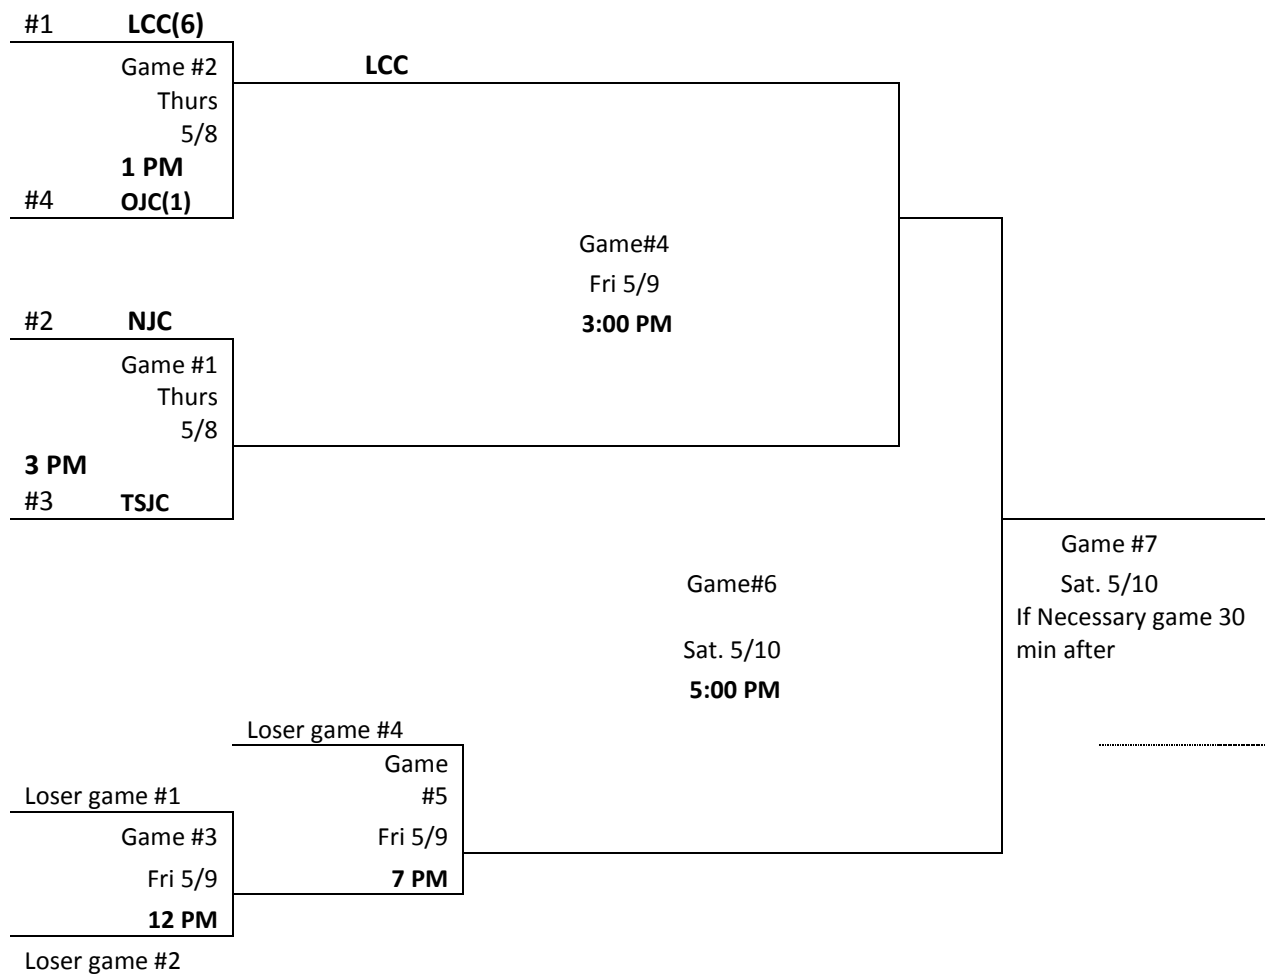 #1 LCC(6)
Game #2 LCC
Thurs
5/8
1 PM
#4 OJC(1)
Game#4
Fri 5/9
#2 NJC 3:00 PM
Game #1
Thurs
5/8
3 PM
#3 TSJC
Game #7
Game#6 Sat. 5/10
If Necessary game 30
Sat. 5/10 min after
5:00 PM
Loser game #4
Game
Loser game #1 #5
Game #3 Fri 5/9
Fri 5/9 7 PM
12 PM
Loser game #2